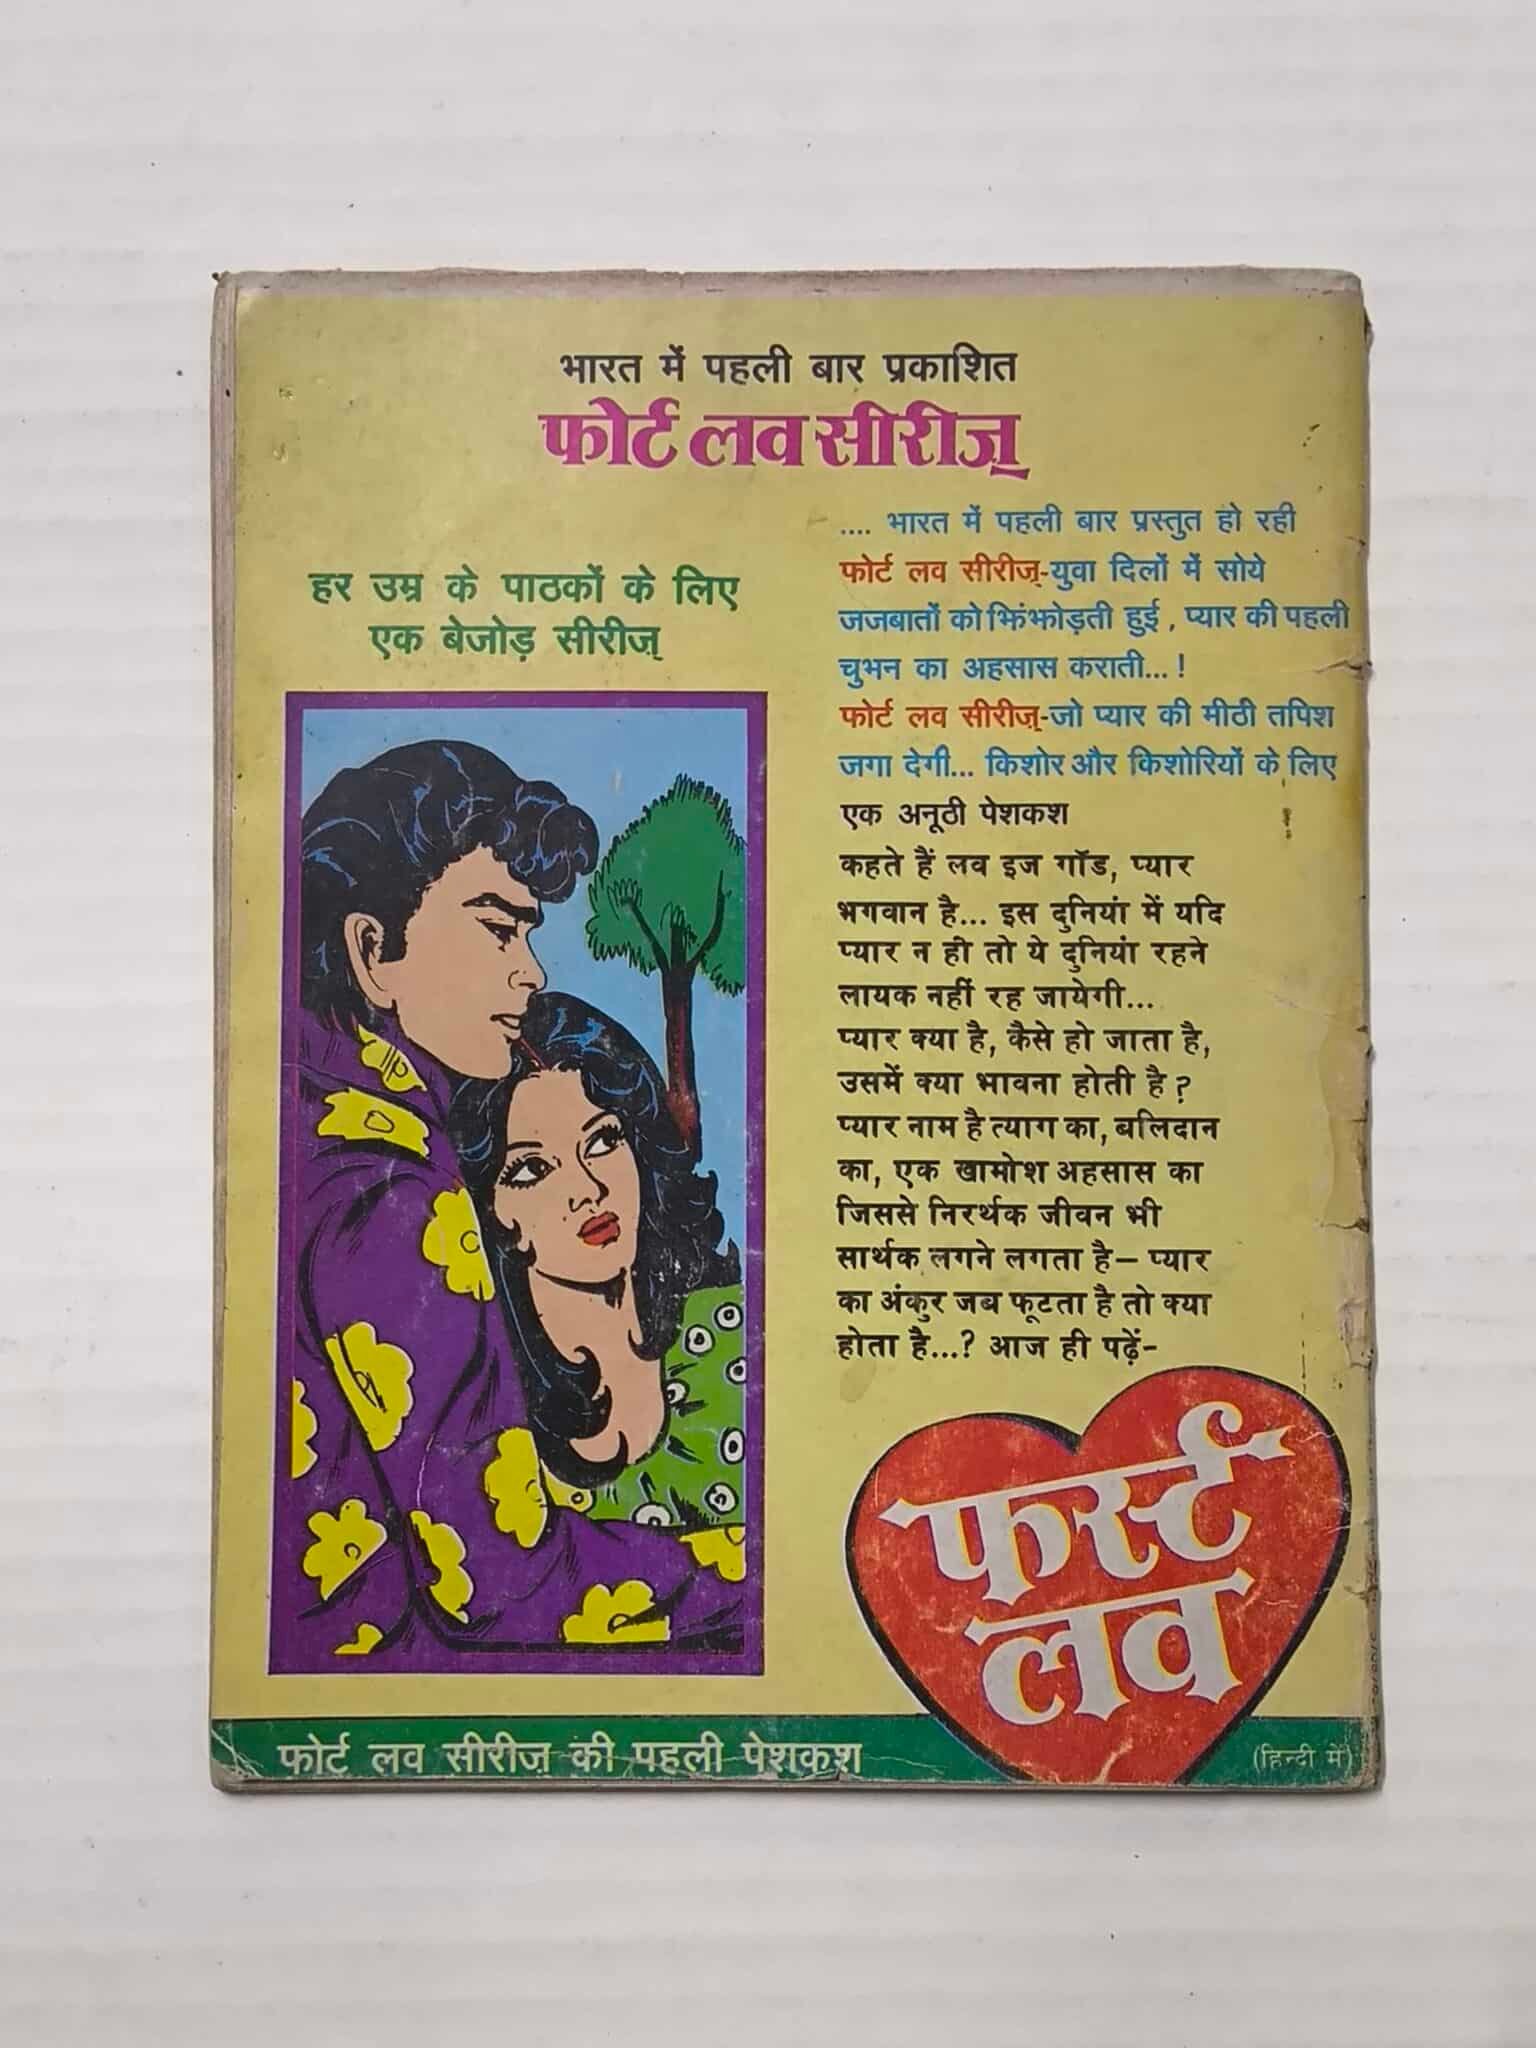 भारत में पहली बार प्रकाशित
फोर्ट लव सीरीज़
हर उम्र के पाठकों के लिए
एक बेजोड़ सीरीज़
.... भारत में पहली बार प्रस्तुत हो रही
फोर्ट लव सीरीज़-युवा दिलों में सोये
जजबातों को झिंझोड़ती हुई, प्यार की पहली
चुभन का अहसास कराती...!
फोर्ट लव सीरीज़-जो प्यार की मीठी तपिश
जगा देगी... किशोर और किशोरियों के लिए
एक अनूठी पेशकश
कहते हैं लव इज गॉड, प्यार
भगवान है... इस दुनियां में यदि
प्यार न ही तो ये दुनियां रहने
लायक नहीं रह जायेगी...
प्यार क्या है, कैसे हो जाता है,
उसमें क्या भावना होती है?
प्यार नाम है त्याग का, बलिदान
का, एक खामोश अहसास का
जिससे निरर्थक जीवन भी
सार्थक लगने लगता है – प्यार
का अंकुर जब फूटता है तो क्या
होता है...? आज ही पढ़ें-
फर्स्ट
लव
फोर्ट लव सीरीज़ की पहली पेशकश
(हिन्दी में)